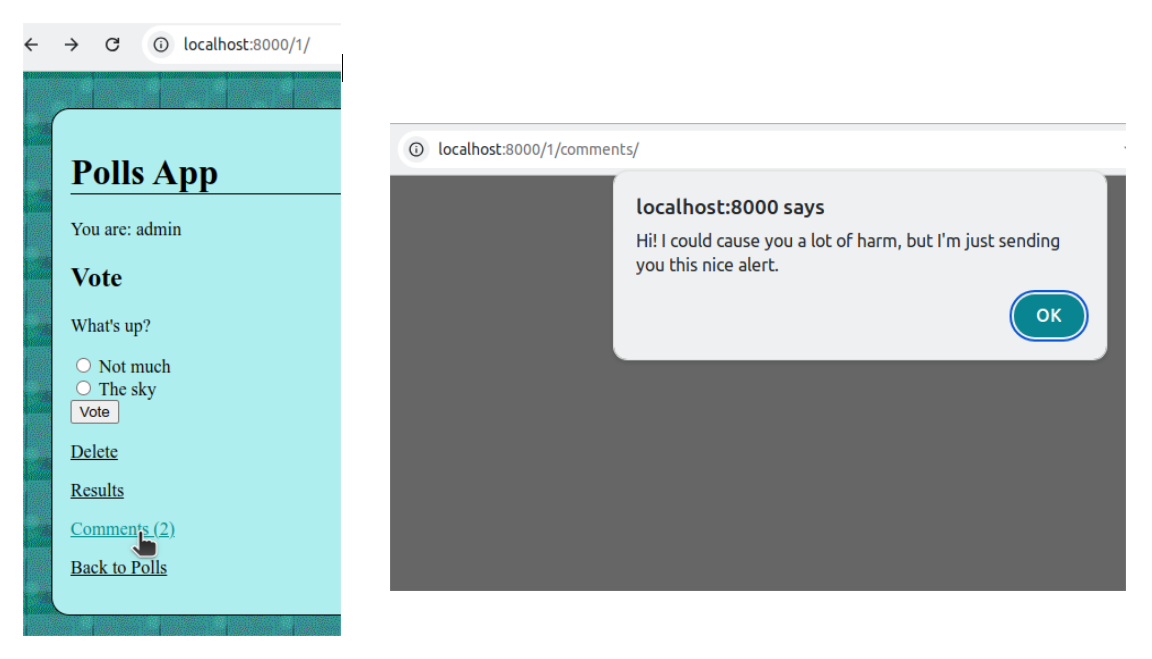 localhost:8000/1/
Polls App
You are: admin
Vote
What's up?
Not much
The sky
Vote
Delete
Results
Comments (2)
Back to Polls
localhost:8000/1/comments/
localhost:8000 says
Hi! I could cause you a lot of harm, but I'm just sending
you this nice alert.
OK